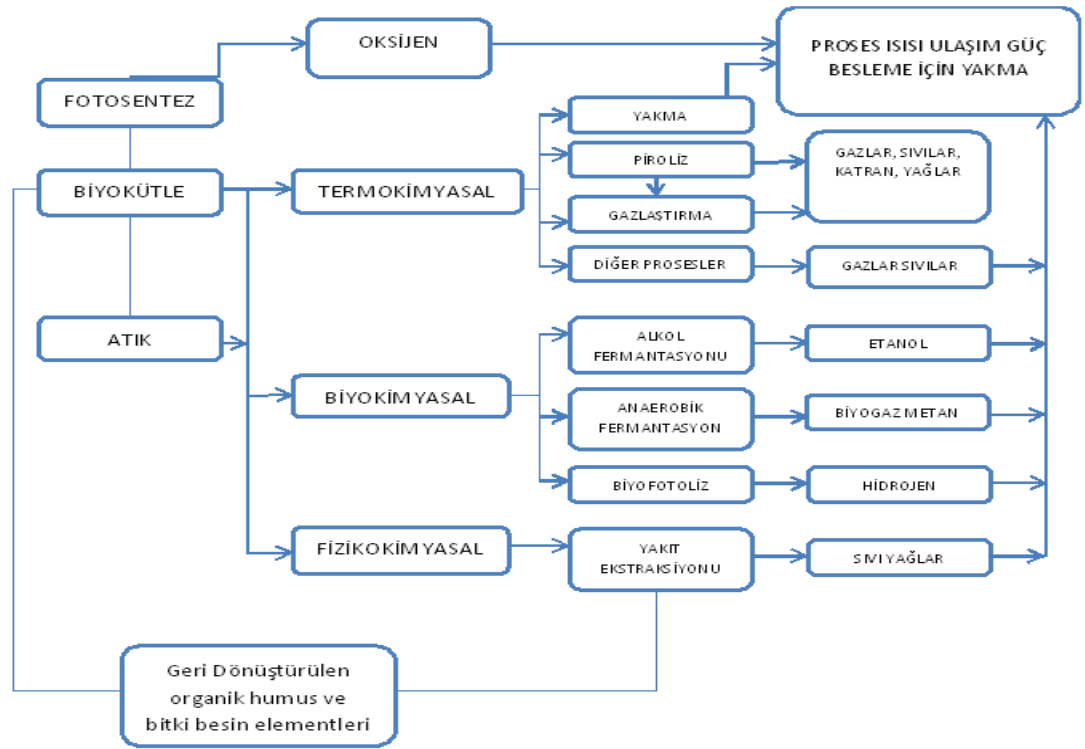 OKSİJEN
PROSES ISISI ULAŞIM GÜÇ
BESLEME İÇİN YAKMA
FOTOSENTEZ
YAKMA
PİROLİZ
GAZLAR, SIVILAR,
KATRAN, YAĞLAR
BİYOKÜTLE
TERMOKİMYASAL
GAZLAŞTIRMA
DİĞER PROSESLER
GAZLAR SIVILAR
ATIK
ALKOL
FERMANTASYONU
ETANOL
BİYOKİMYASAL
ANAEROBİK
FERMANTASYON
BİYOGAZ METAN
BİYOFOTOLİZ
HİDROJEN
FİZİKOKİMYASAL
YAKIT
EKSTRAKSİYONU
SIVI YAĞLAR
Geri Dönüştürülen
organik humus ve
bitki besin elementleri